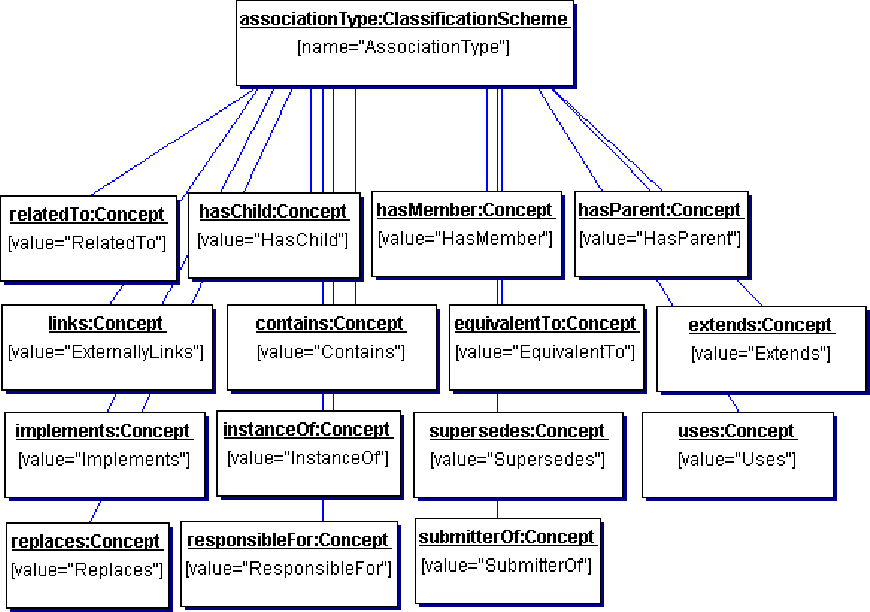 associationType:ClassificationScheme
[name="AssociationType"]
relatedTo:Concept
[value="RelatedTo"]
hasChild:Concept
[value="HasChild"]
hasMember:Concept
[value="HasMember"]
hasParent:Concept
[value="HasParent"]
links:Concept
[value="ExternallyLinks"]
contains:Concept
[value="Contains"]
equivalentTo:Concept
[value="EquivalentTo"]
extends:Concept
[value="Extends"]
implements:Concept
[value="Implements"]
instanceOf:Concept
[value="InstanceOf"]
supersedes:Concept
[value="Supersedes"]
uses:Concept
[value="Uses"]
replaces:Concept
[value="Replaces"]
responsibleFor:Concept
[value="ResponsibleFor"]
submitterOf:Concept
[value="SubmitterOf"]